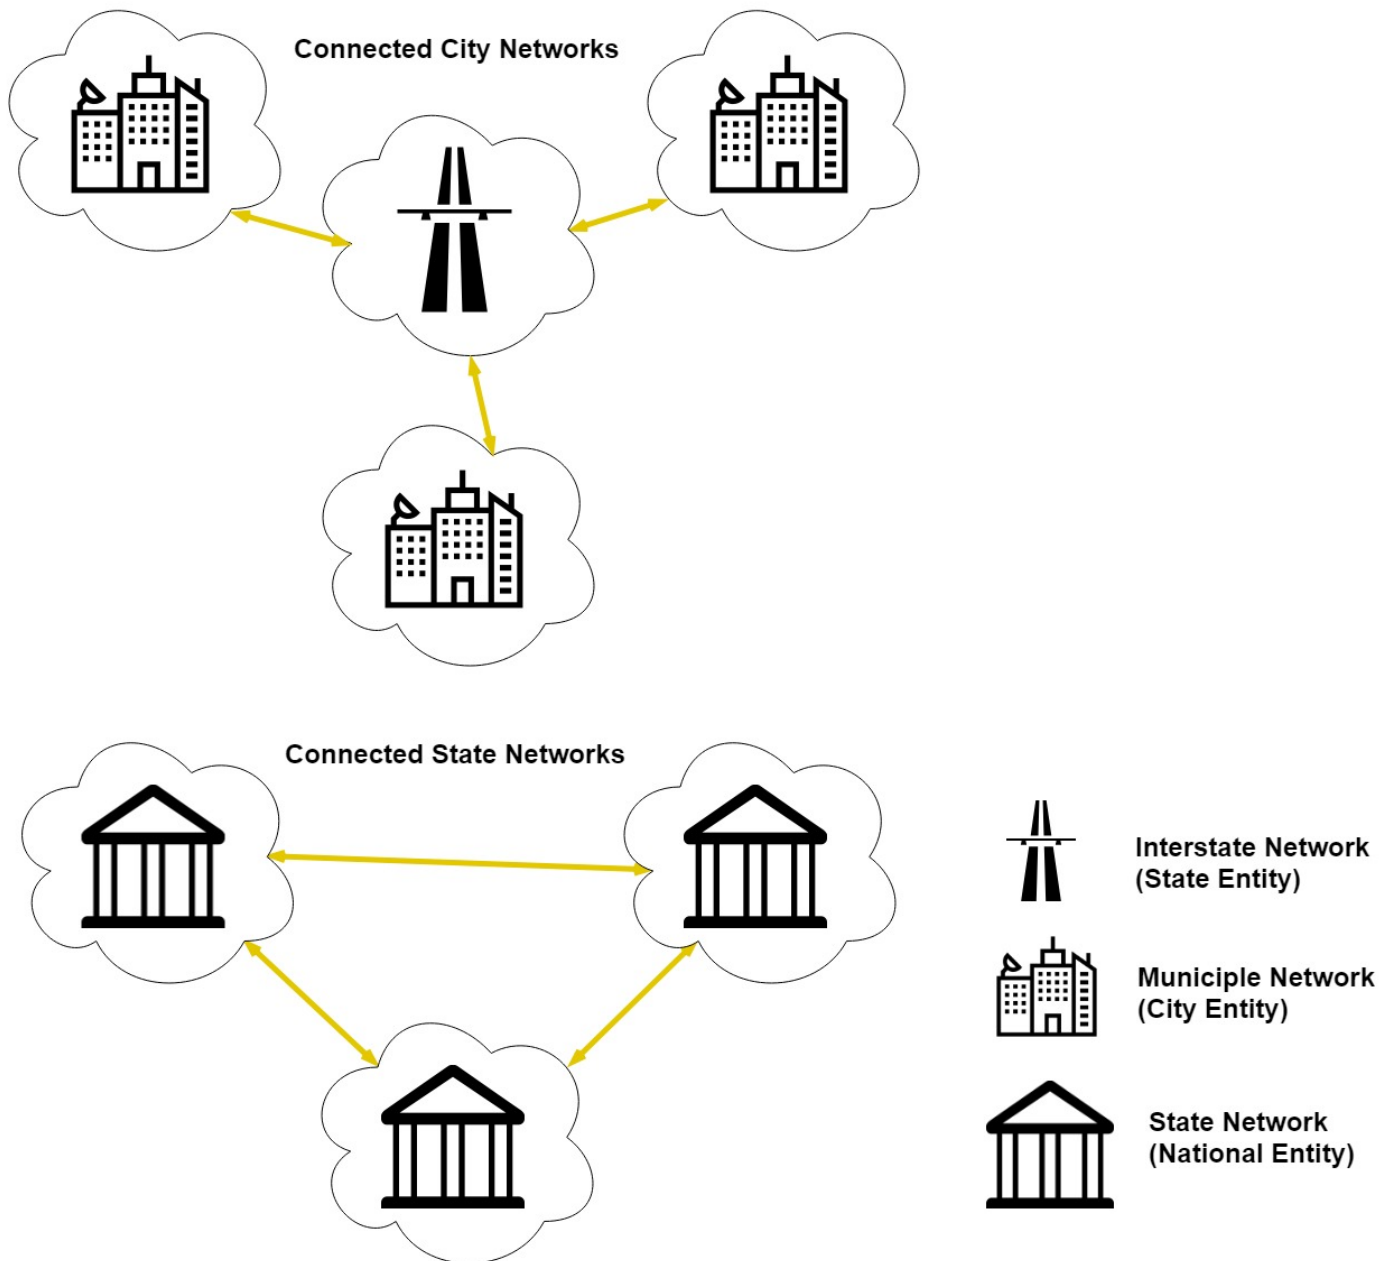 Connected City Networks
Connected State Networks
Interstate Network
(State Entity)
Municiple Network
(City Entity)
State Network
(National Entity)